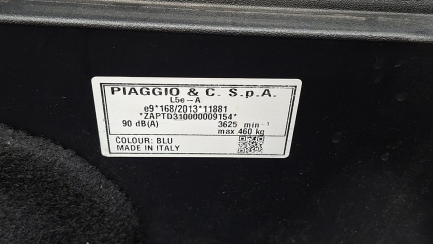 PIAGGIO & C. S.p.A.
L5e-A
e9*168/2013*11881
*ZAPTD310000009154*
90 dB(A) 3625 min⁻¹
max 460 kg
COLOUR: BLU
MADE IN ITALY